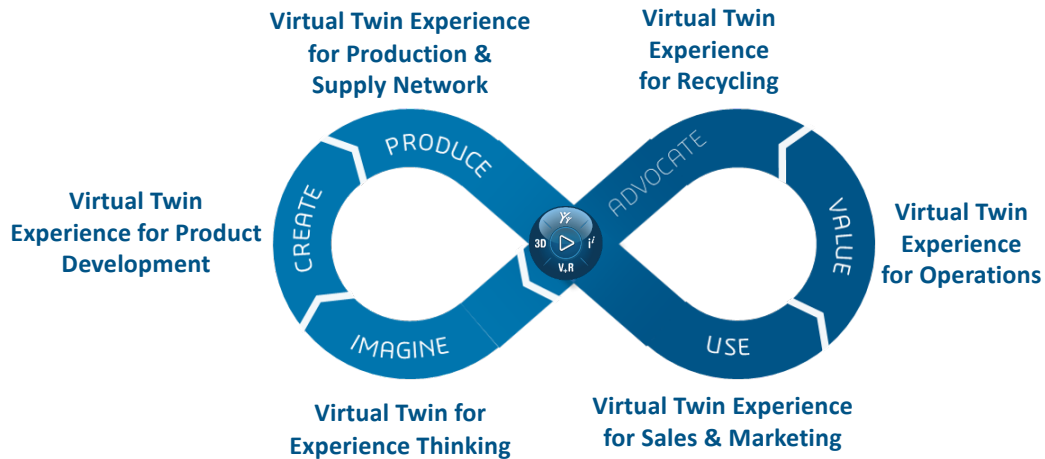 Virtual Twin Experience
for Production &
Supply Network
Virtual Twin
Experience
for Recycling
PRODUCE
ADVOCATE
CREATE
VALUE
Virtual Twin
Experience for Product
Development
3D
i
V,R
Virtual Twin
Experience
for Operations
IMAGINE
USE
Virtual Twin for
Experience Thinking
Virtual Twin Experience
for Sales & Marketing